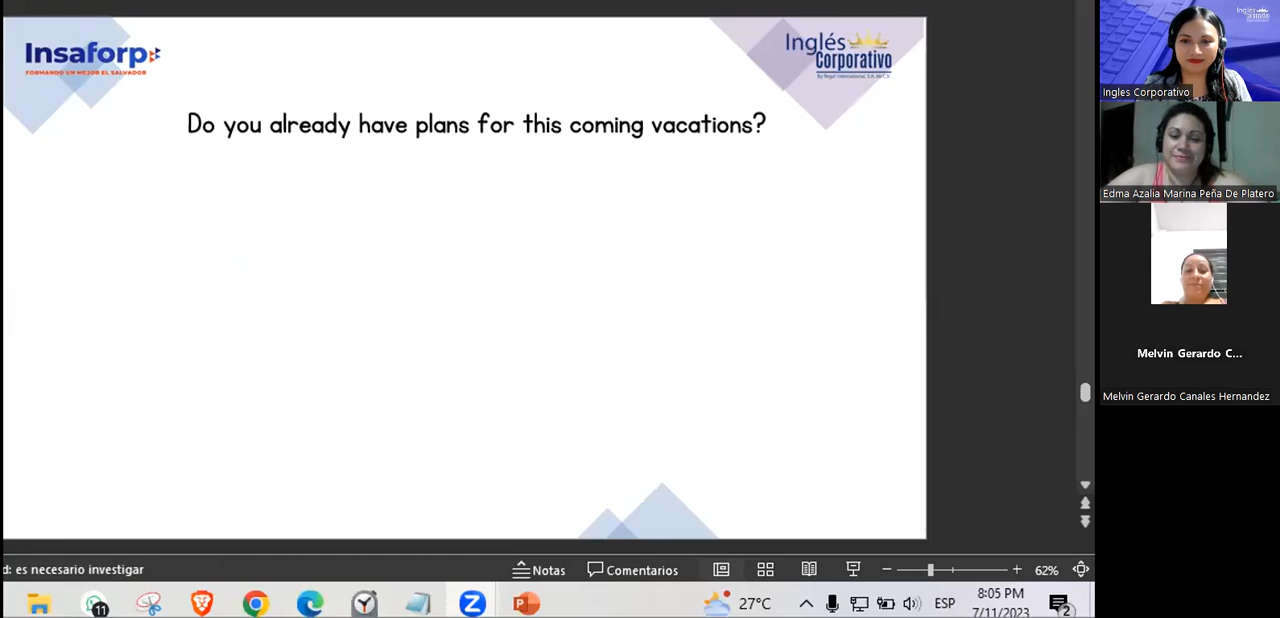 Insaforp
FORMANDO UN MEJOR EL SALVADOR
Inglés
Corporativo
By Regal International, S.A. de C.V.
Do you already have plans for this coming vacations?
Ingles Corporativo
Edma Azalia Marina Peña De Platero
Melvin Gerardo C...
Melvin Gerardo Canales Hernandez
d: es necesario investigar
Notas
Comentarios
62%
11
27°C
ESP
8:05 PM
7/11/2023
2